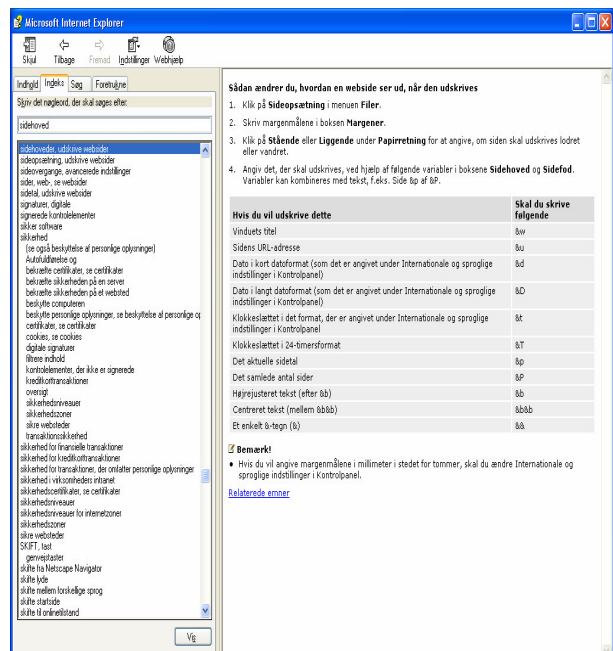 Microsoft Internet Explorer
Skjul Tilbage Fremad Indstillinger Webhjælp
Indhold Indeks Søg Foretrukne
Skriv det nøgleord, der skal søges efter:
sidehoved
sidehoveder, udskrive websider
sideopsætning, udskrive websider
sideovergange, avancerede indstillinger
sider, web-, se websider
sidetal, udskrive websider
signaturer, digitale
signerede kontrolelementer
sikker software
sikkerhed
(se også beskyttelse af personlige oplysninger)
Autofuldførelse og
bekræfte certifikater, se certifikater
bekræfte sikkerheden på en server
bekræfte sikkerheden på et websted
beskytte computeren
beskytte personlige oplysninger, se beskyttelse af personlige op
certifikater, se certifikater
cookies, se cookies
digitale signaturer
filtrere indhold
kontrolelementer, der ikke er signerede
kreditkorttransaktioner
oversigt
sikkerhedsniveauer
sikkerhedszoner
sikre websteder
transaktionssikkerhed
sikkerhed for finansielle transaktioner
sikkerhed for kreditkorttransaktioner
sikkerhed for transaktioner, der omfatter personlige oplysninger
sikkerhed i virksomheders intranet
sikkerhedscertifikater, se certifikater
sikkerhedsniveauer
sikkerhedsniveauer for internetzoner
sikkerhedszoner
sikre websteder
SKIFT, tast
genvejstaster
skifte fra Netscape Navigator
skifte lyde
skifte mellem forskellige sprog
skifte startside
skifte til onlinetilstand
Vis
Sådan ændrer du, hvordan en webside ser ud, når den udskrives
1. Klik på Sideopsætning i menuen Filer.
2. Skriv margenmålene i boksen Margener.
3. Klik på Stående eller Liggende under Papirretning for at angive, om siden skal udskrives lodret
eller vandret.
4. Angiv det, der skal udskrives, ved hjælp af følgende variabler i boksene Sidehoved og Sidefod.
Variabler kan kombineres med tekst, f.eks. Side &p af &P.
Hvis du vil udskrive dette Skal du skrive følgende
Vinduets titel &w
Sidens URL-adresse &u
Dato i kort datoformat (som det er angivet under Internationale og sproglige
indstillinger i Kontrolpanel) &d
Dato i langt datoformat (som det er angivet under Internationale og sproglige
indstillinger i Kontrolpanel) &D
Klokkeslættet i det format, der er angivet under Internationale og sproglige
indstillinger i Kontrolpanel &t
Klokkeslættet i 24-timersformat &T
Det aktuelle sidetal &p
Det samlede antal sider &P
Højrejusteret tekst (efter &b) &b
Centreret tekst (mellem &b&b) &b&b
Et enkelt &-tegn (&) &&
Bemærk!
• Hvis du vil angive margenmålene i millimeter i stedet for tommer, skal du ændre Internationale og
sproglige indstillinger i Kontrolpanel.
Relaterede emner